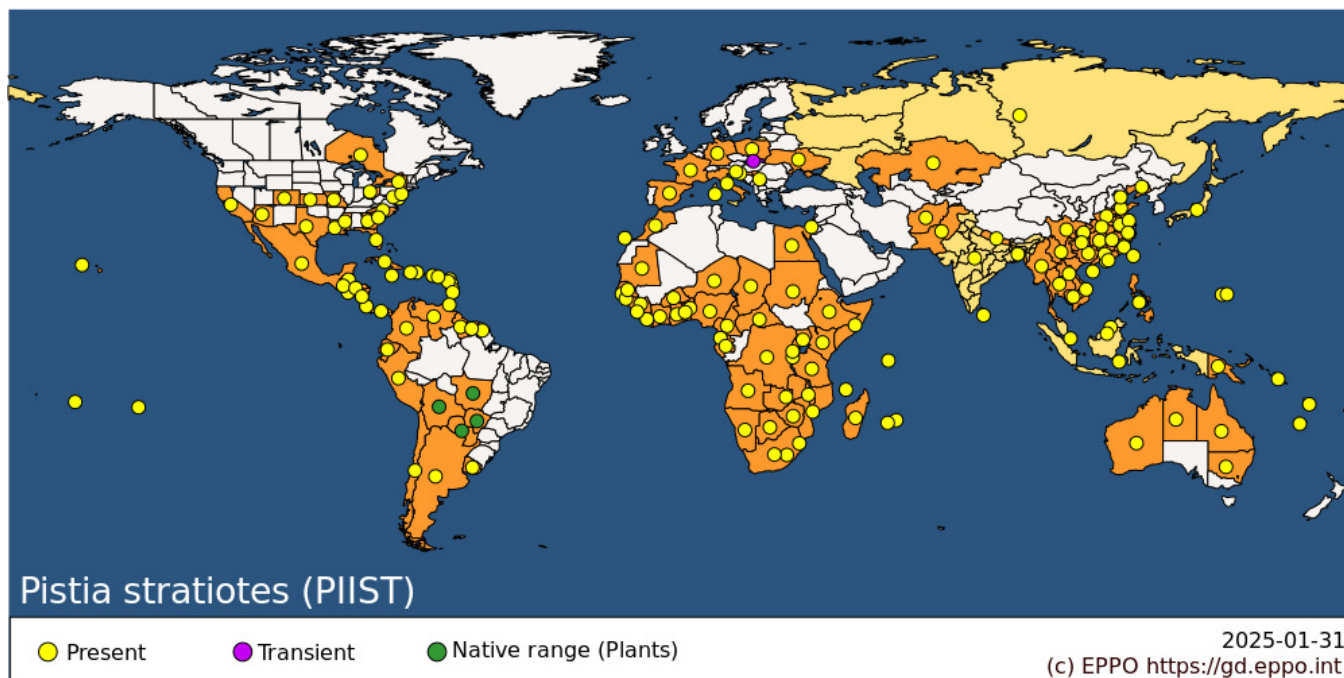 Pistia stratiotes (PIIST)
Present
Transient
Native range (Plants)
2025-01-31
(c) EPPO https://gd.eppo.int